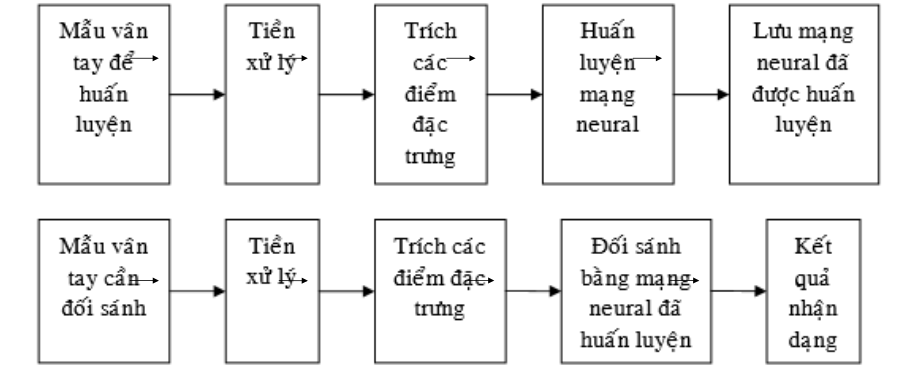 Mẫu vân
tay để
huấn
luyện
Tiền
xử lý
Trích
các
điểm
đặc
trưng
Huấn
luyện
mạng
neural
Lưu mạng
neural đã
được huấn
luyện
Mẫu vân
tay cần
đối sánh
Tiền
xử lý
Trích các
điểm đặc
trưng
Đối sánh
bằng mạng
neural đã
huấn luyện
Kết
quả
nhận
dạng